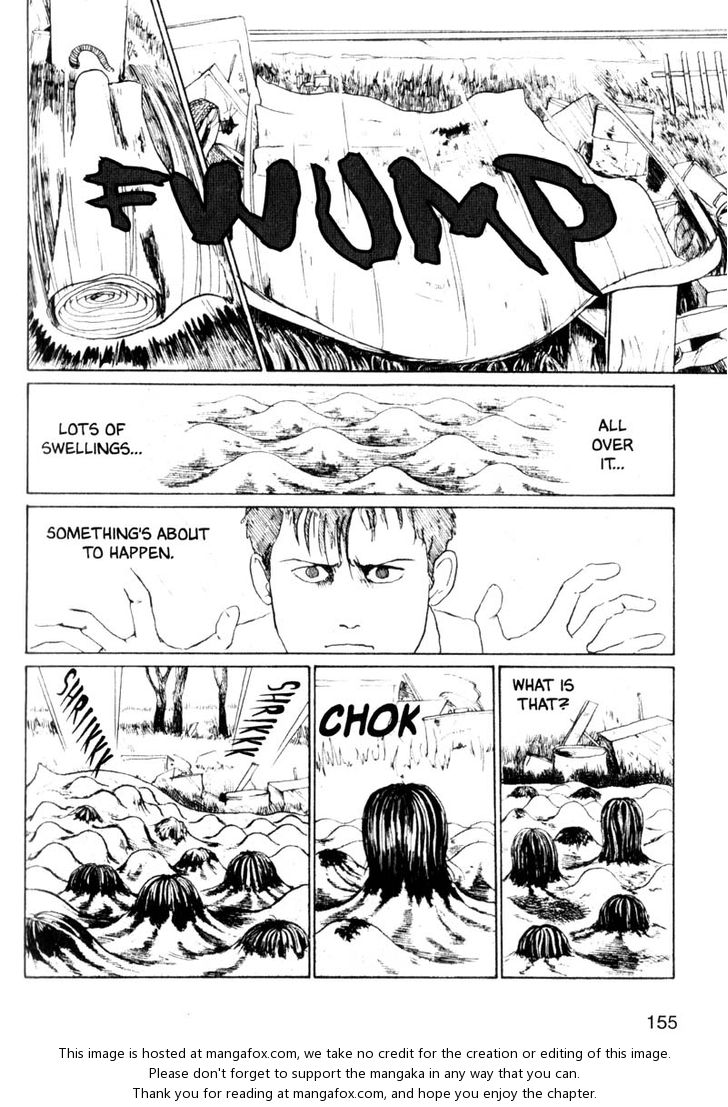 FWUMP
LOTS OF
SWELLINGS...
ALL
OVER
IT...
SOMETHING'S ABOUT
TO HAPPEN.
SHRIKKK
SHRIKKK
CHOK
WHAT IS
THAT?
155
This image is hosted at mangafox.com, we take no credit for the creation or editing of this image.
Please don't forget to support the mangaka in any way that you can.
Thank you for reading at mangafox.com, and hope you enjoy the chapter.